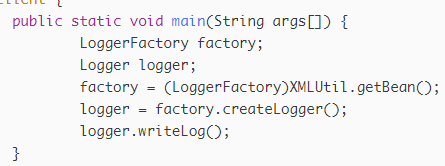 client {
public static void main(String args[]) {
LoggerFactory factory;
Logger logger;
factory = (LoggerFactory)XMLUtil.getBean();
logger = factory.createLogger();
logger.writeLog();
}